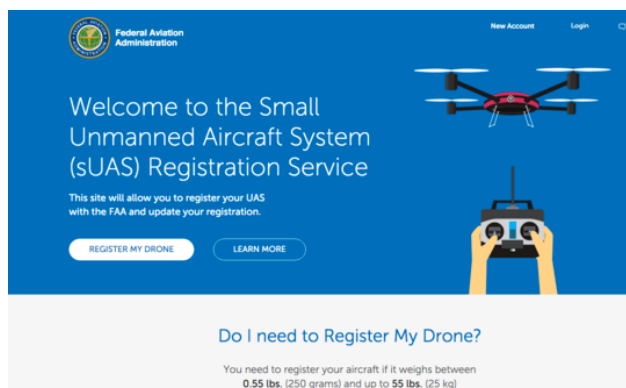 Federal Aviation
Administration
New Account
Login
Welcome to the Small
Unmanned Aircraft System
(sUAS) Registration Service
This site will allow you to register your UAS
with the FAA and update your registration.
REGISTER MY DRONE
LEARN MORE
Do I need to Register My Drone?
You need to register your aircraft if it weighs between
0.55 lbs. (250 grams) and up to 55 lbs. (25 kg)